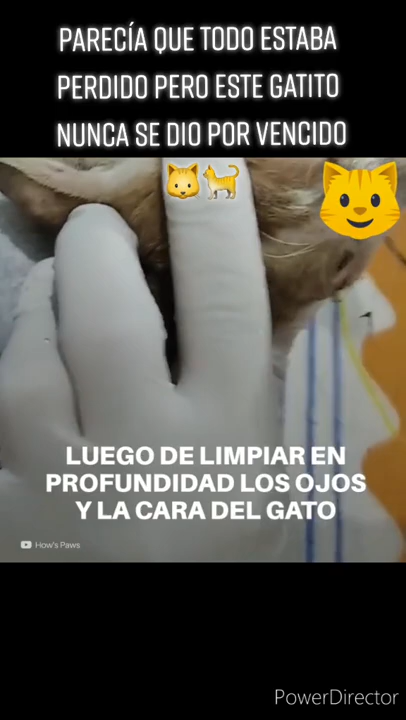 PARECÍA QUE TODO ESTABA
PERDIDO PERO ESTE GATITO
NUNCA SE DIO POR VENCIDO
LUEGO DE LIMPIAR EN
PROFUNDIDAD LOS OJOS
Y LA CARA DEL GATO
How's Paws
PowerDirector